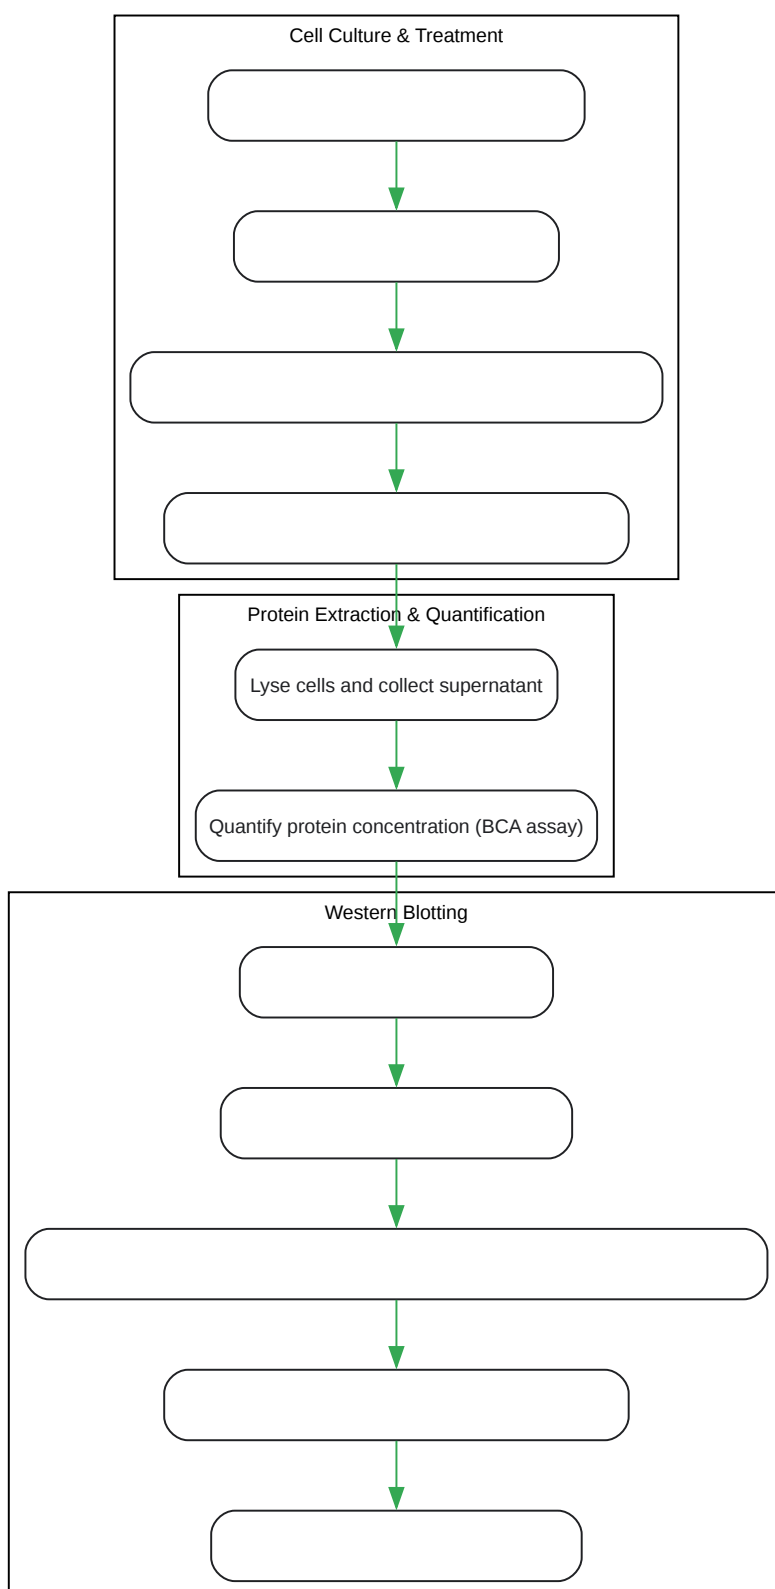 Cell Culture & Treatment
Protein Extraction & Quantification
Lyse cells and collect supernatant
Quantify protein concentration (BCA assay)
Western Blotting